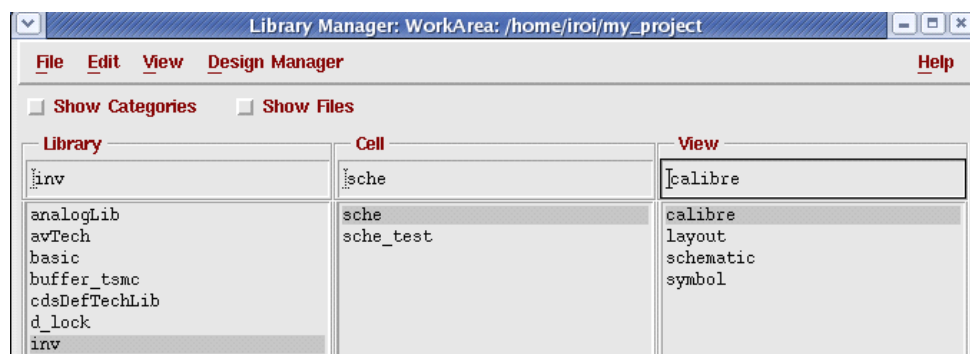 Library Manager: WorkArea: /home/iroi/my_project
File Edit View Design Manager Help
Show Categories Show Files
Library Cell View
inv sche calibre
analogLib sche calibre
avTech sche_test layout
basic schematic
buffer_tsmc symbol
cdsDefTechLib
d_lock
inv